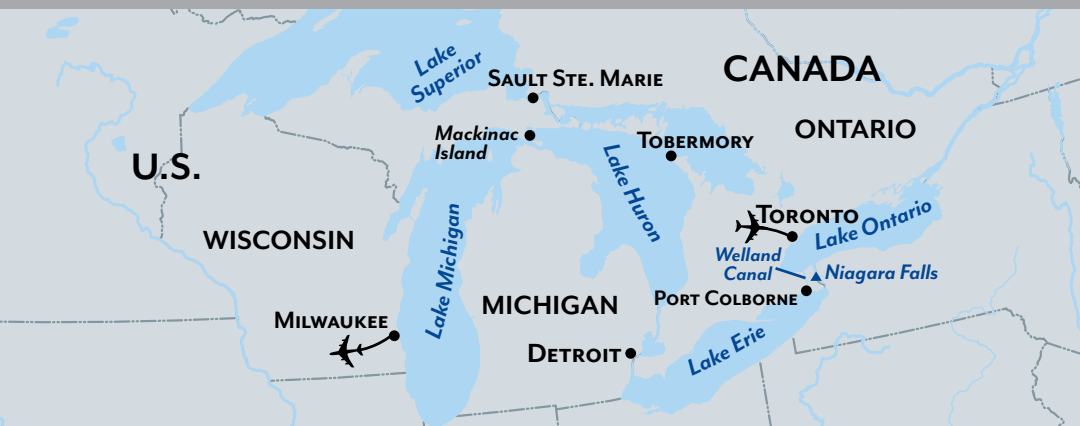 Lake
Superior
SAULT STE. MARIE
CANADA
Mackinac
Island
TOBERMORY
ONTARIO
U.S.
Lake Huron
WISCONSIN
Lake Michigan
TORONTO
Lake Ontario
Welland
Canal
Niagara Falls
MICHIGAN
PORT COLBORNE
MILWAUKEE
DETROIT
Lake Erie